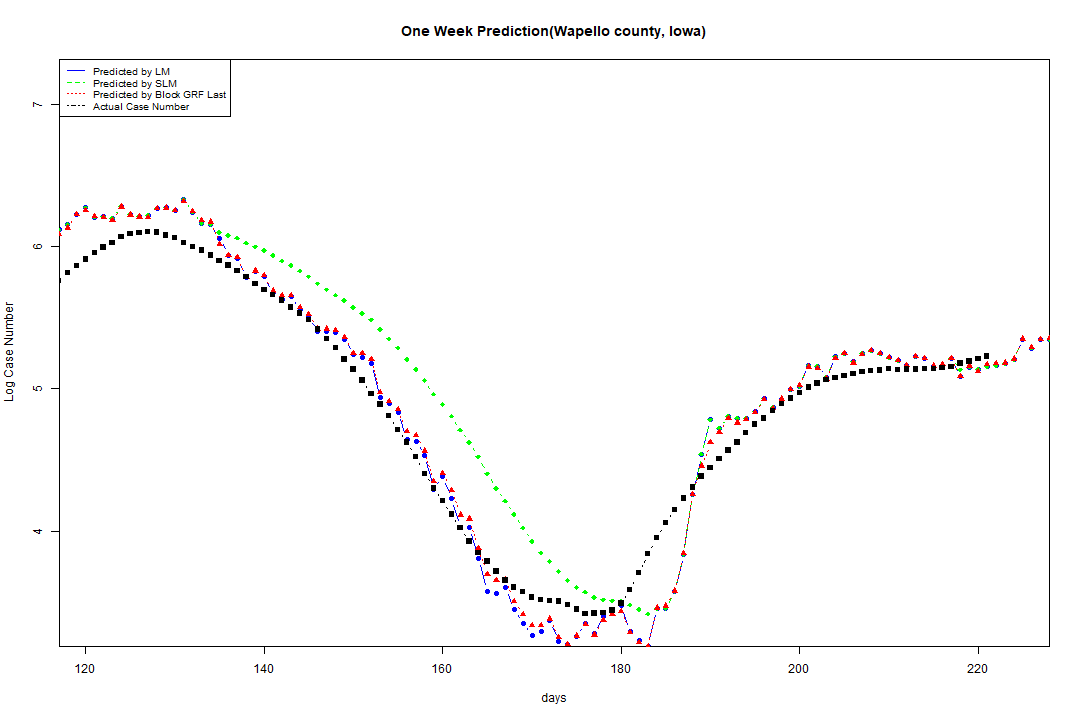 One Week Prediction(Wapello county, Iowa)
Predicted by LM
Predicted by SLM
Predicted by Block GRF Last
Actual Case Number
7
6
5
4
Log Case Number
120 140 160 180 200 220
days